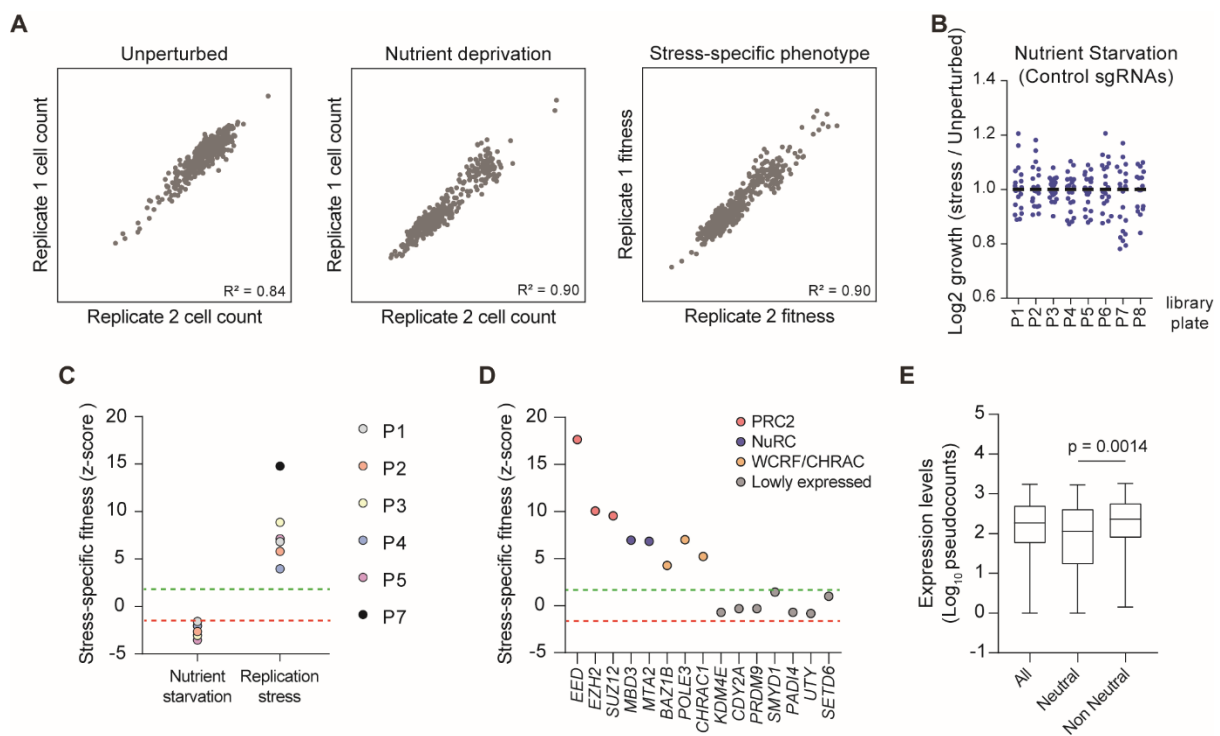 A
Unperturbed
Replicate 1 cell count
R² = 0.84
Replicate 2 cell count
Nutrient deprivation
Replicate 1 cell count
R² = 0.90
Replicate 2 cell count
Stress-specific phenotype
Replicate 1 fitness
R² = 0.90
Replicate 2 fitness
B
Nutrient Starvation
(Control sgRNAs)
Log2 growth (stress / Unperturbed)
1.4
1.2
1.0
0.8
0.6
P1
P2
P3
P4
P5
P6
P7
P8
library
plate
C
Stress-specific fitness (z-score )
20
15
10
5
0
-5
Nutrient
starvation
Replication
stress
P1
P2
P3
P4
P5
P7
D
Stress-specific fitness (z-score )
20
15
10
5
0
-5
PRC2
NuRC
WCRF/CHRAC
Lowly expressed
EED
EZH2
SUZ12
MBD3
MTA2
BAZ1B
POLE3
CHRAC1
KDM4E
CDY2A
PRDM9
SMYD1
PADI4
UTY
SETD6
E
Expression levels
(Log10 pseudocounts)
5
4
3
2
1
0
-1
p = 0.0014
All
Neutral
Non Neutral